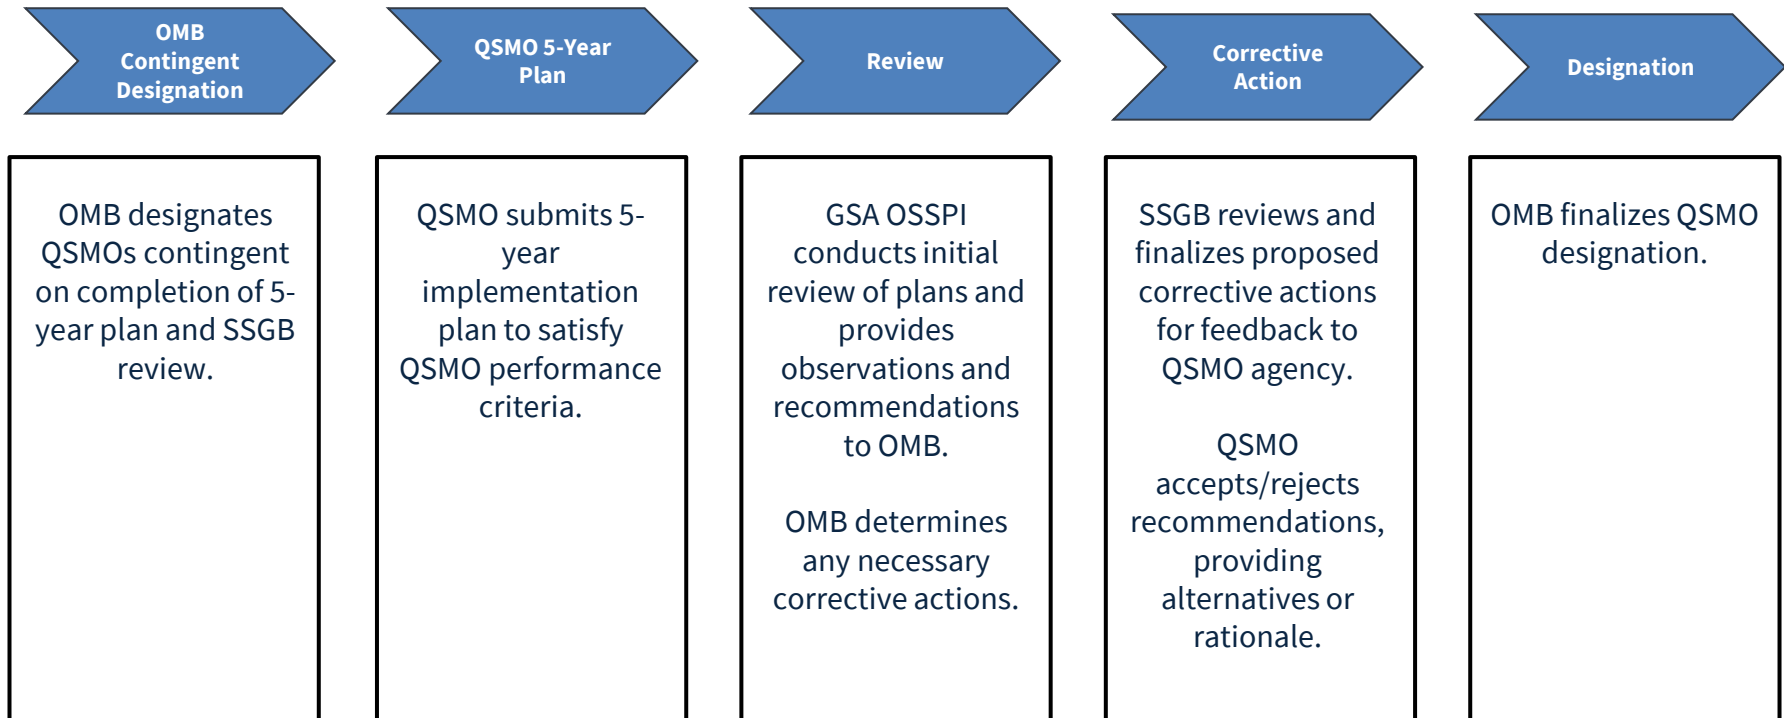 OMB
Contingent
Designation
QSMO 5-Year
Plan
Review
Corrective
Action
Designation
OMB designates
QSMOs contingent
on completion of 5-
year plan and SSGB
review.
QSMO submits 5-
year
implementation
plan to satisfy
QSMO performance
criteria.
GSA OSSPI
conducts initial
review of plans and
provides
observations and
recommendations
to OMB.
OMB determines
any necessary
corrective actions.
SSGB reviews and
finalizes proposed
corrective actions
for feedback to
QSMO agency.
QSMO
accepts/rejects
recommendations,
providing
alternatives or
rationale.
OMB finalizes QSMO
designation.